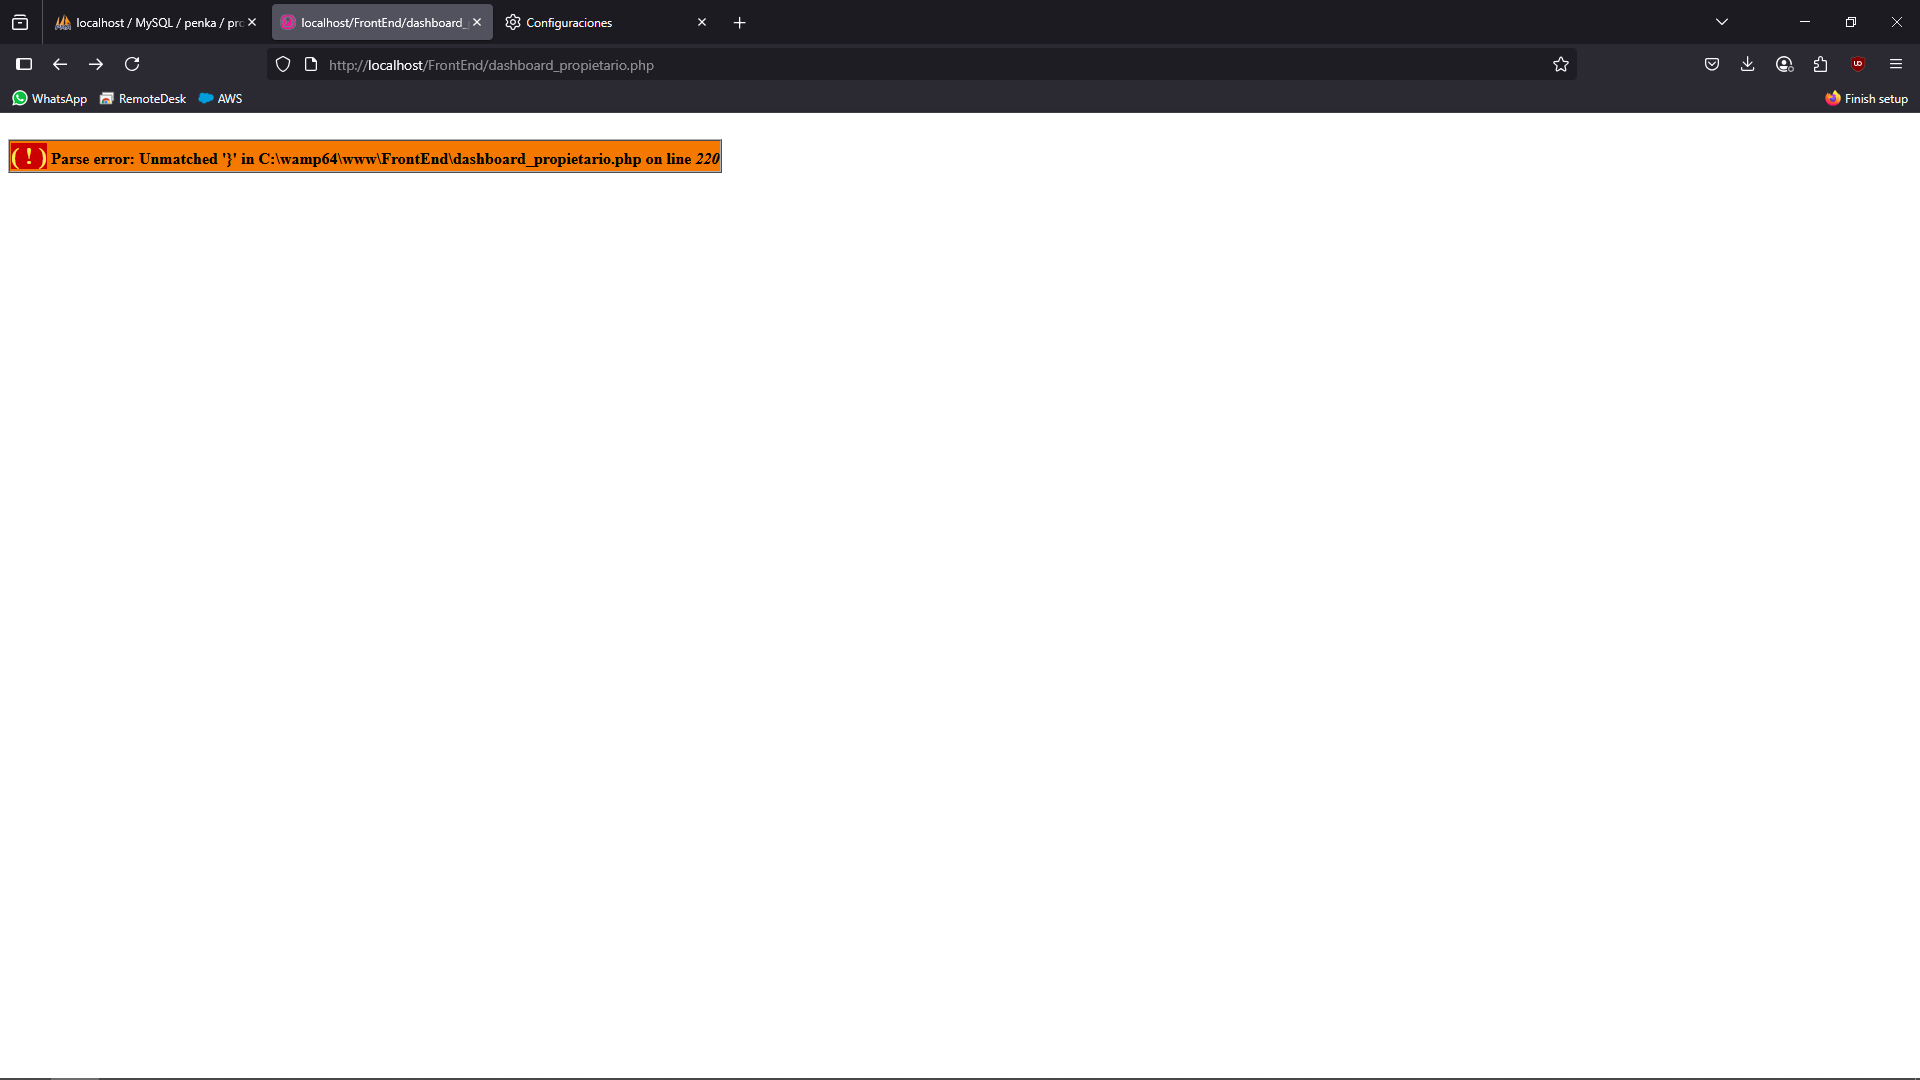 localhost / MySQL / penka / pro
localhost/FrontEnd/dashboard_
Configuraciones
http://localhost/FrontEnd/dashboard_propietario.php
WhatsApp
RemoteDesk
AWS
Finish setup
( ! ) Parse error: Unmatched '}' in C:\wamp64\www\FrontEnd\dashboard_propietario.php on line 220